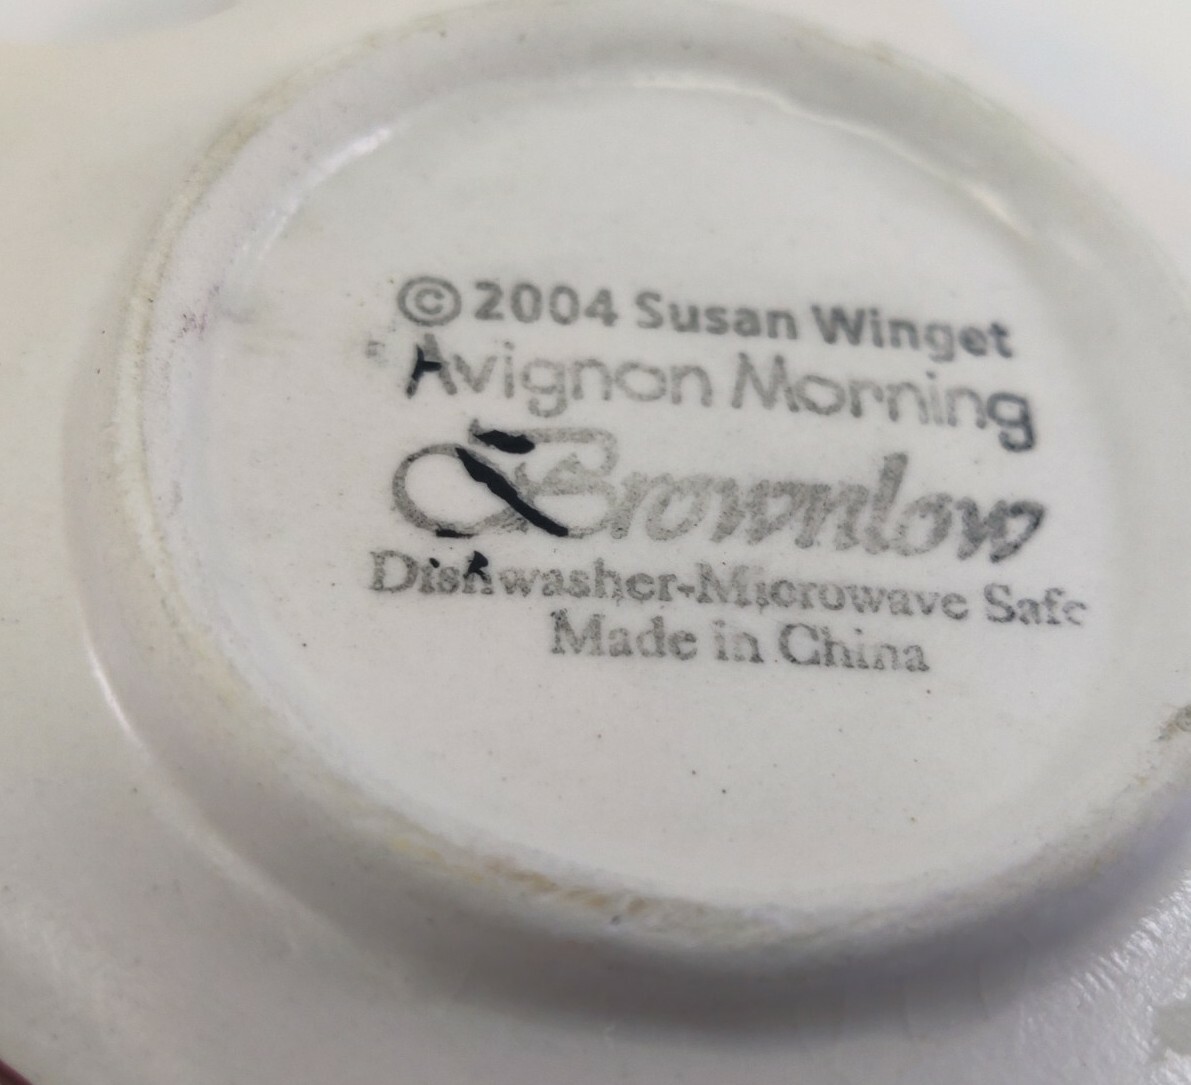 © 2004 Susan Winget
Avignon Morning
Brownlow
Dishwasher-Microwave Safe
Made in China